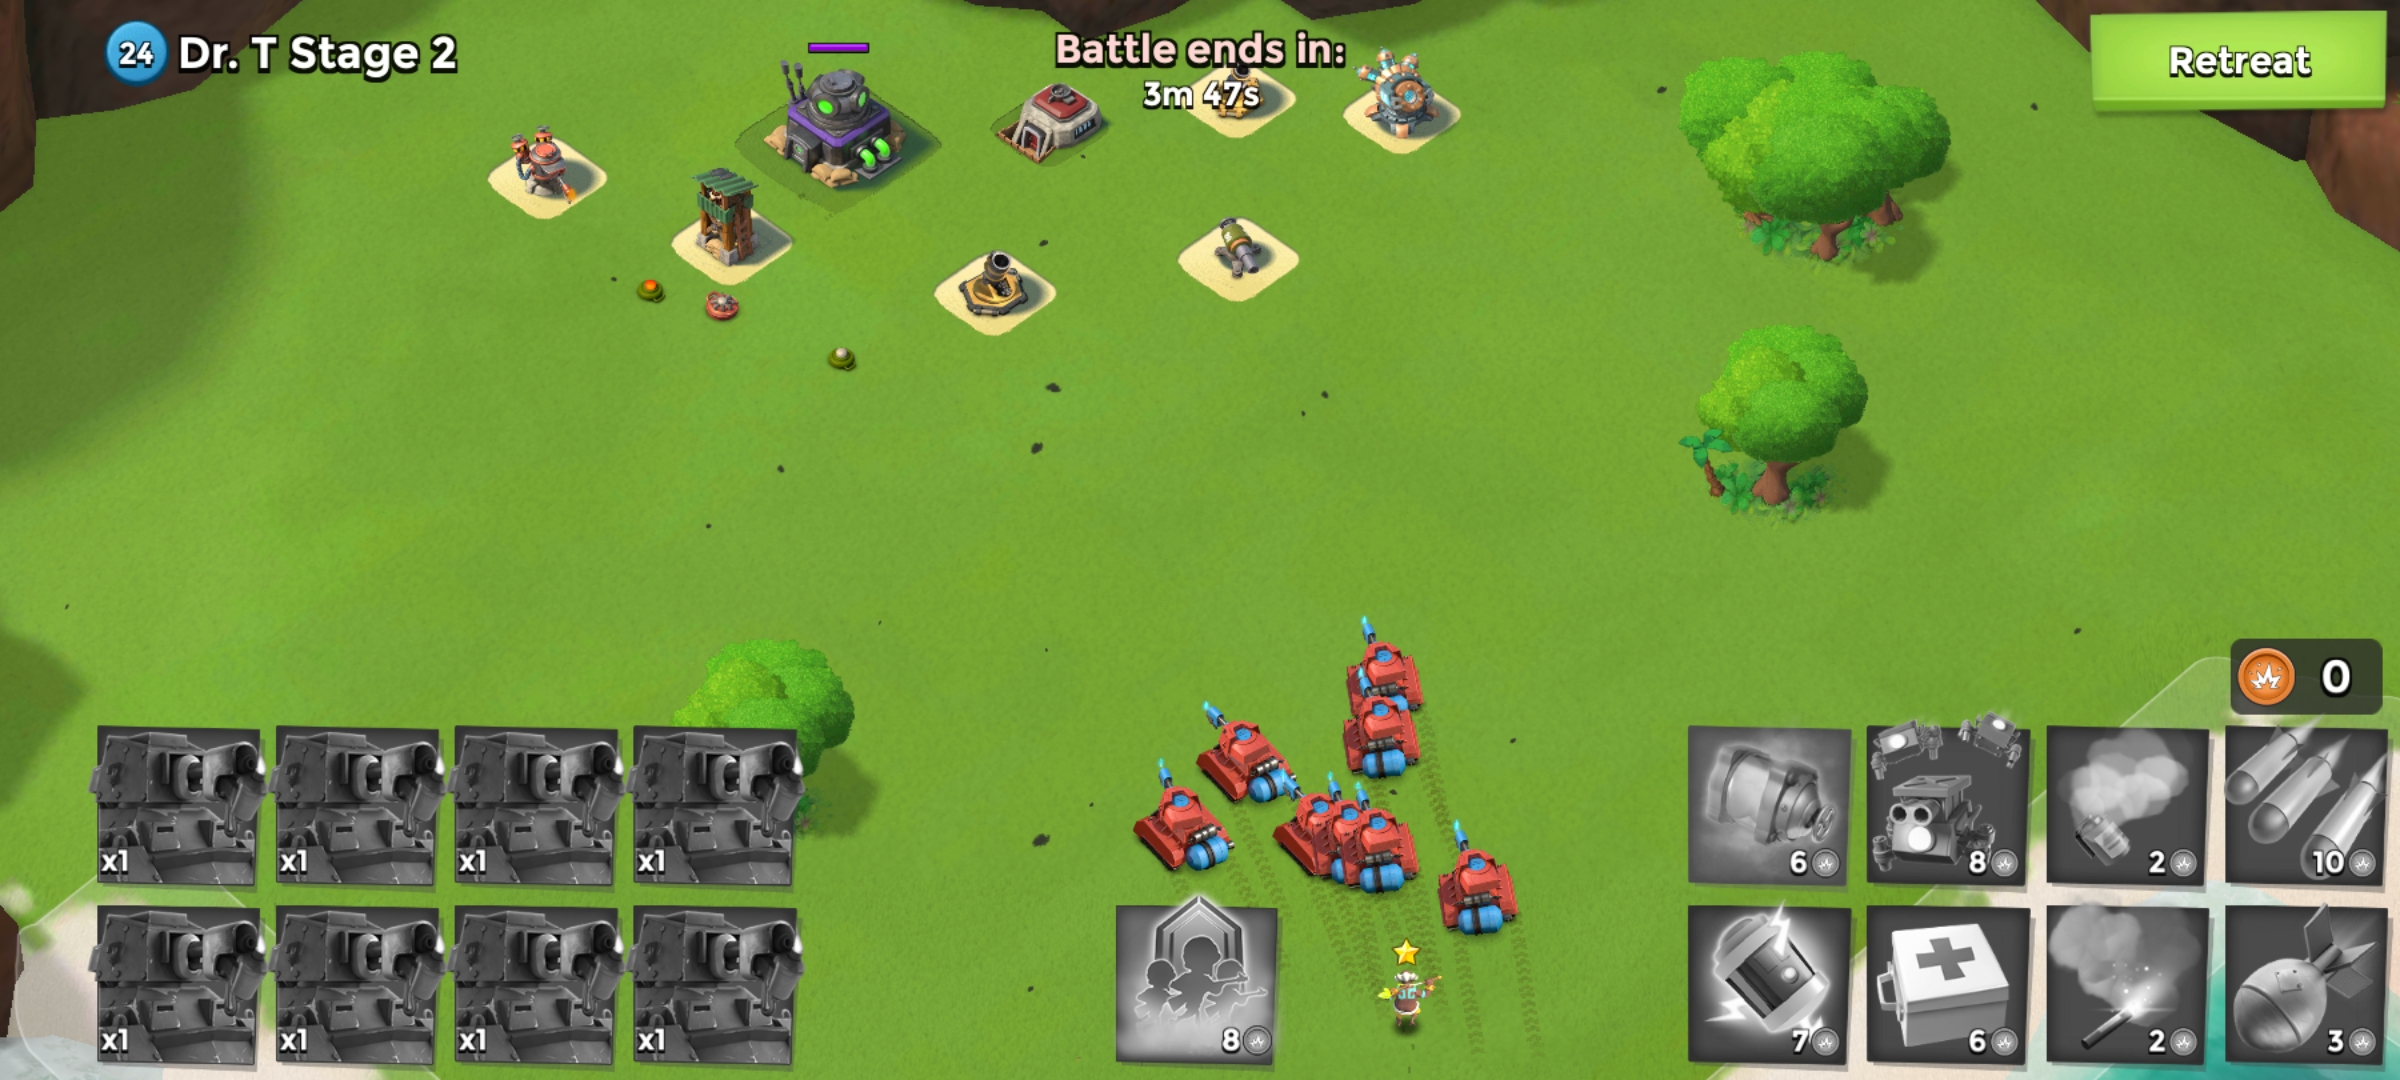 24 Dr. T Stage 2
Battle ends in:
3m 47s
Retreat
0
x1 x1 x1 x1
6 8 2 10
x1 x1 x1 x1
8
7 6 2 3